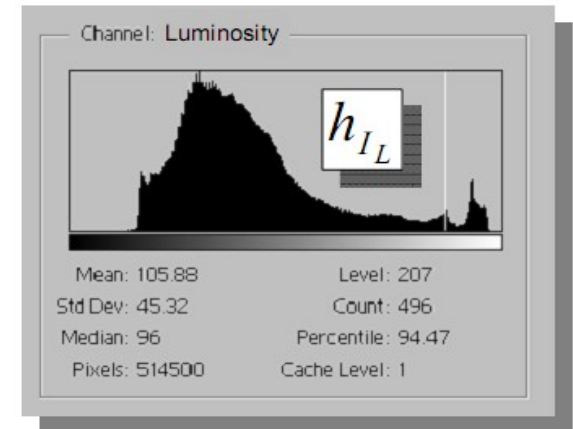 Channel: Luminosity
h_{I_L}
Mean: 105.88 Level: 207
Std Dev: 45.32 Count: 496
Median: 96 Percentile: 94.47
Pixels: 514500 Cache Level: 1